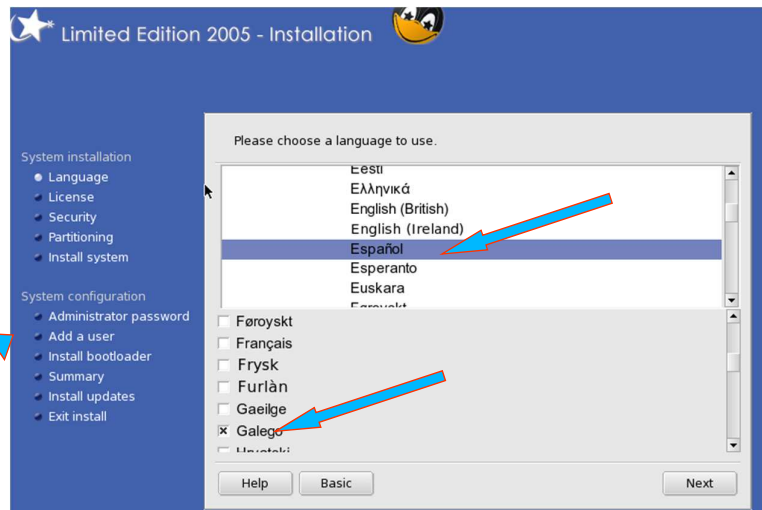 Limited Edition 2005 - Installation
Please choose a language to use.
System installation
Language
License
Security
Partitioning
Install system
System configuration
Administrator password
Add a user
Install bootloader
Summary
Install updates
Exit install
Eesti
Ελληνικά
English (British)
English (Ireland)
Español
Esperanto
Euskara
Føroyskt
Føroyskt
Français
Frysk
Furlàn
Gaeilge
Galego
Hrvatski
Help
Basic
Next